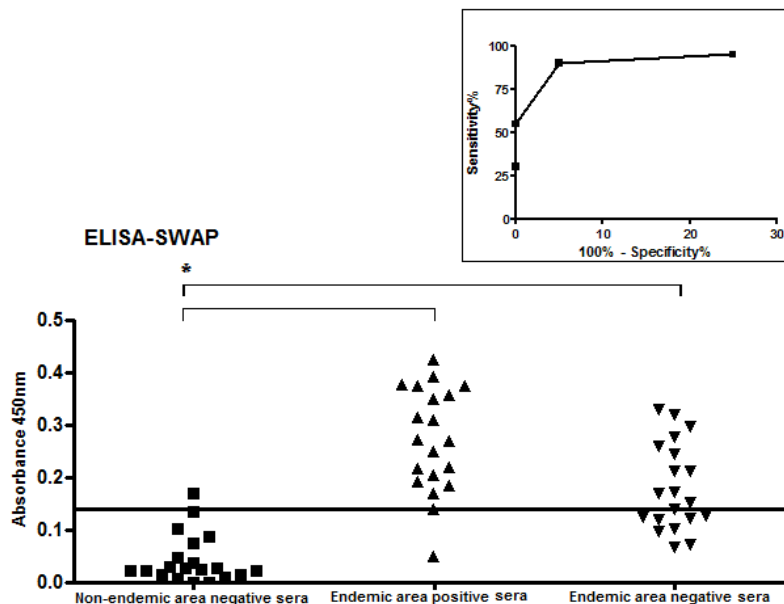 100
75
50
25
0
Sensitivity%
0 10 20 30
100% - Specificity%
ELISA-SWAP
*
0.5
0.4
0.3
0.2
0.1
0.0
Absorbance 450nm
Non-endemic area negative sera Endemic area positive sera Endemic area negative sera